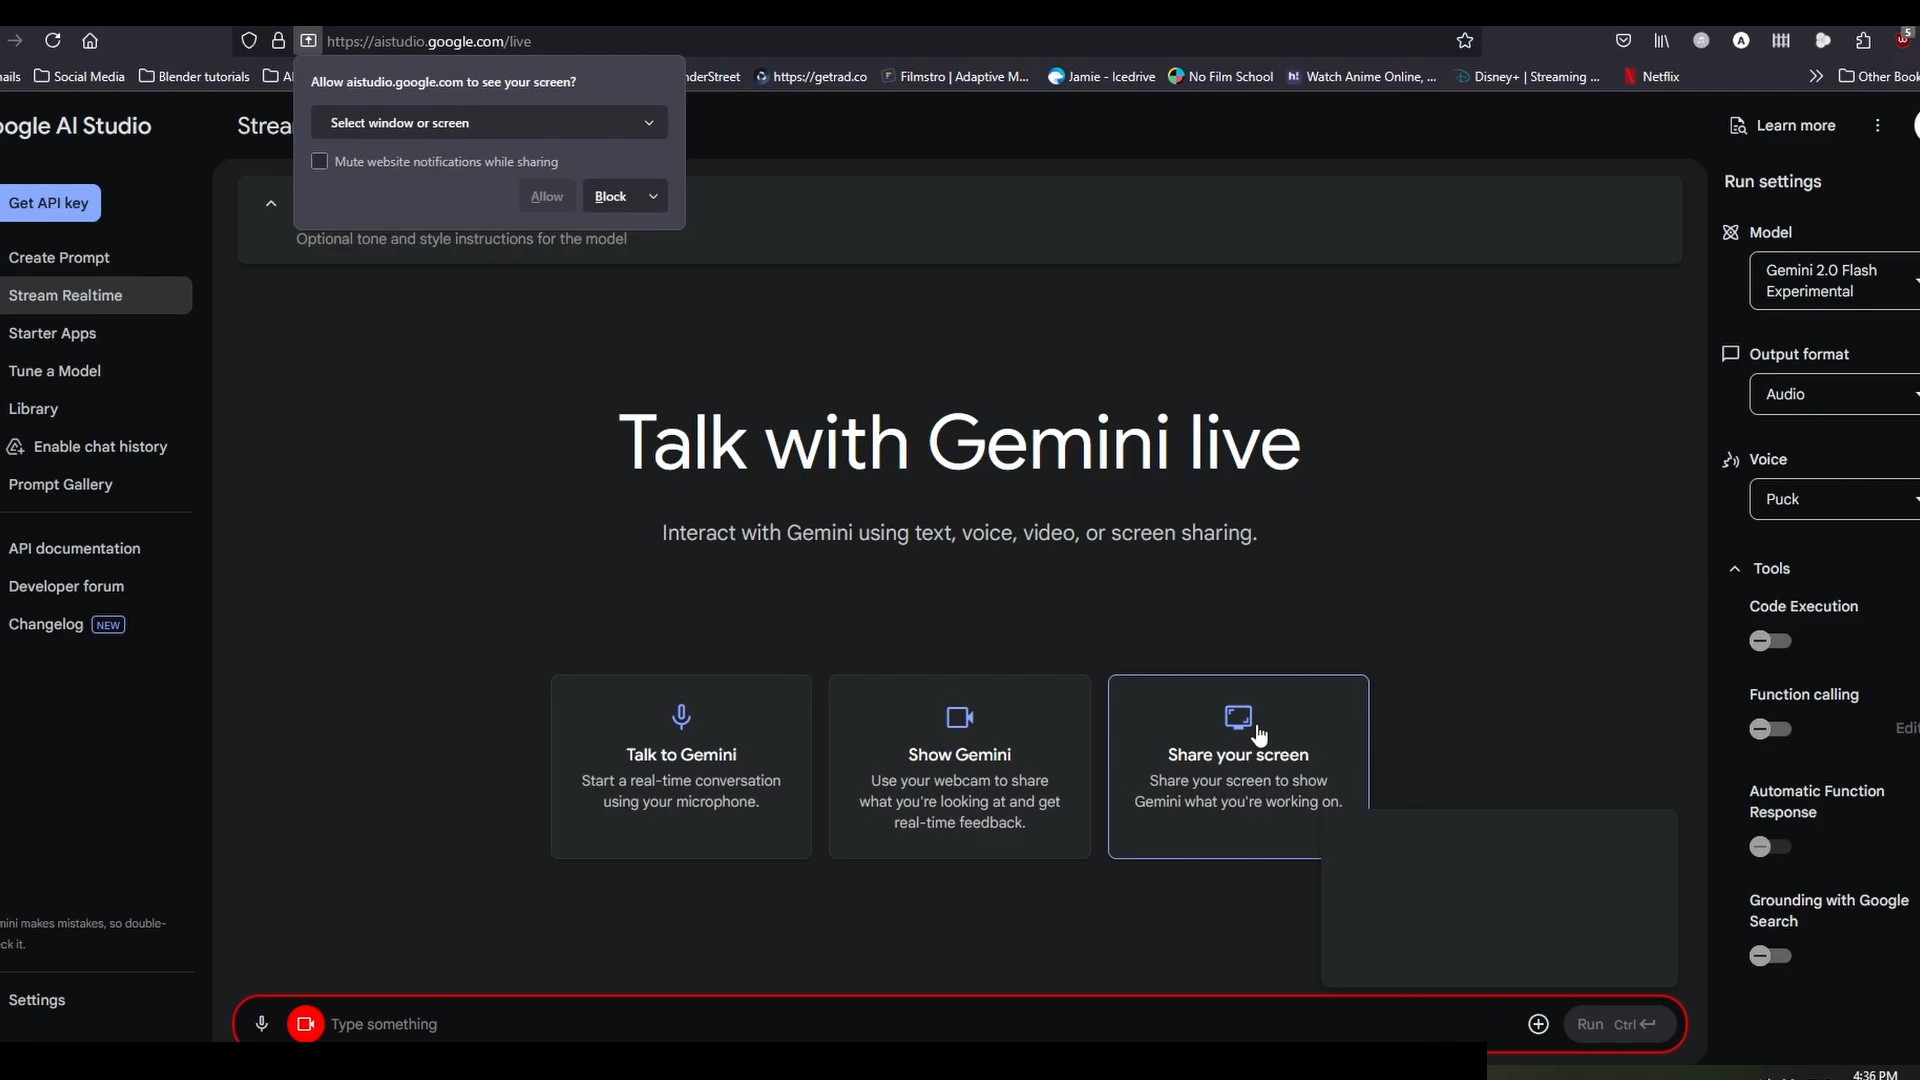 https://aistudio.google.com/live
5
ails
Social Media
Blender tutorials
nderStreet
https://getrad.co
Filmstro | Adaptive M...
Jamie - Icedrive
No Film School
h! Watch Anime Online, ...
Disney+ | Streaming ...
Netflix
Other Book
Allow aistudio.google.com to see your screen?
Select window or screen
Mute website notifications while sharing
Allow
Block
oogle AI Studio
Strea
Learn more
Get API key
Create Prompt
Stream Realtime
Starter Apps
Tune a Model
Library
Enable chat history
Prompt Gallery
API documentation
Developer forum
Changelog NEW
mini makes mistakes, so double-
ck it.
Settings
Optional tone and style instructions for the model
Talk with Gemini live
Interact with Gemini using text, voice, video, or screen sharing.
Talk to Gemini
Start a real-time conversation
using your microphone.
Show Gemini
Use your webcam to share
what you're looking at and get
real-time feedback.
Share your screen
Share your screen to show
Gemini what you're working on.
Type something
Run Ctrl
Run settings
Model
Gemini 2.0 Flash
Experimental
Output format
Audio
Voice
Puck
Tools
Code Execution
Function calling
Edit
Automatic Function
Response
Grounding with Google
Search
4:36 PM